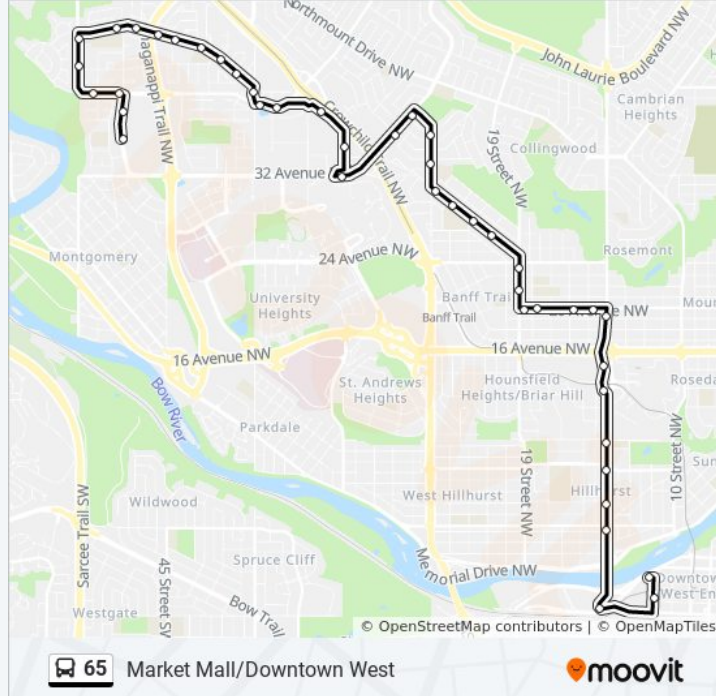 Northmount Drive NW
John Laurie Boulevard NW
Cambrian
Heights
Crowchild Trail NW
19 Street NW
Collingwood
32 Avenue
Montgomery
24 Avenue NW
Rosemont
University
Heights
Banff Trail
Banff Trail
NW
16 Avenue NW
16 Avenue NW
St. Andrews
Heights
Hounsfield
Heights/Briar Hill
Bow River
Parkdale
19 Street NW
10 Street NW
Sarcee Trail SW
West Hillhurst
Hillhurst
Wildwood
45 Street SW
Spruce Cliff
Memorial Drive NW
Downtown
West End
Westgate
Bow Trail
© OpenStreetMap contributors | © OpenMapTiles
65 Market Mall/Downtown West
moovit